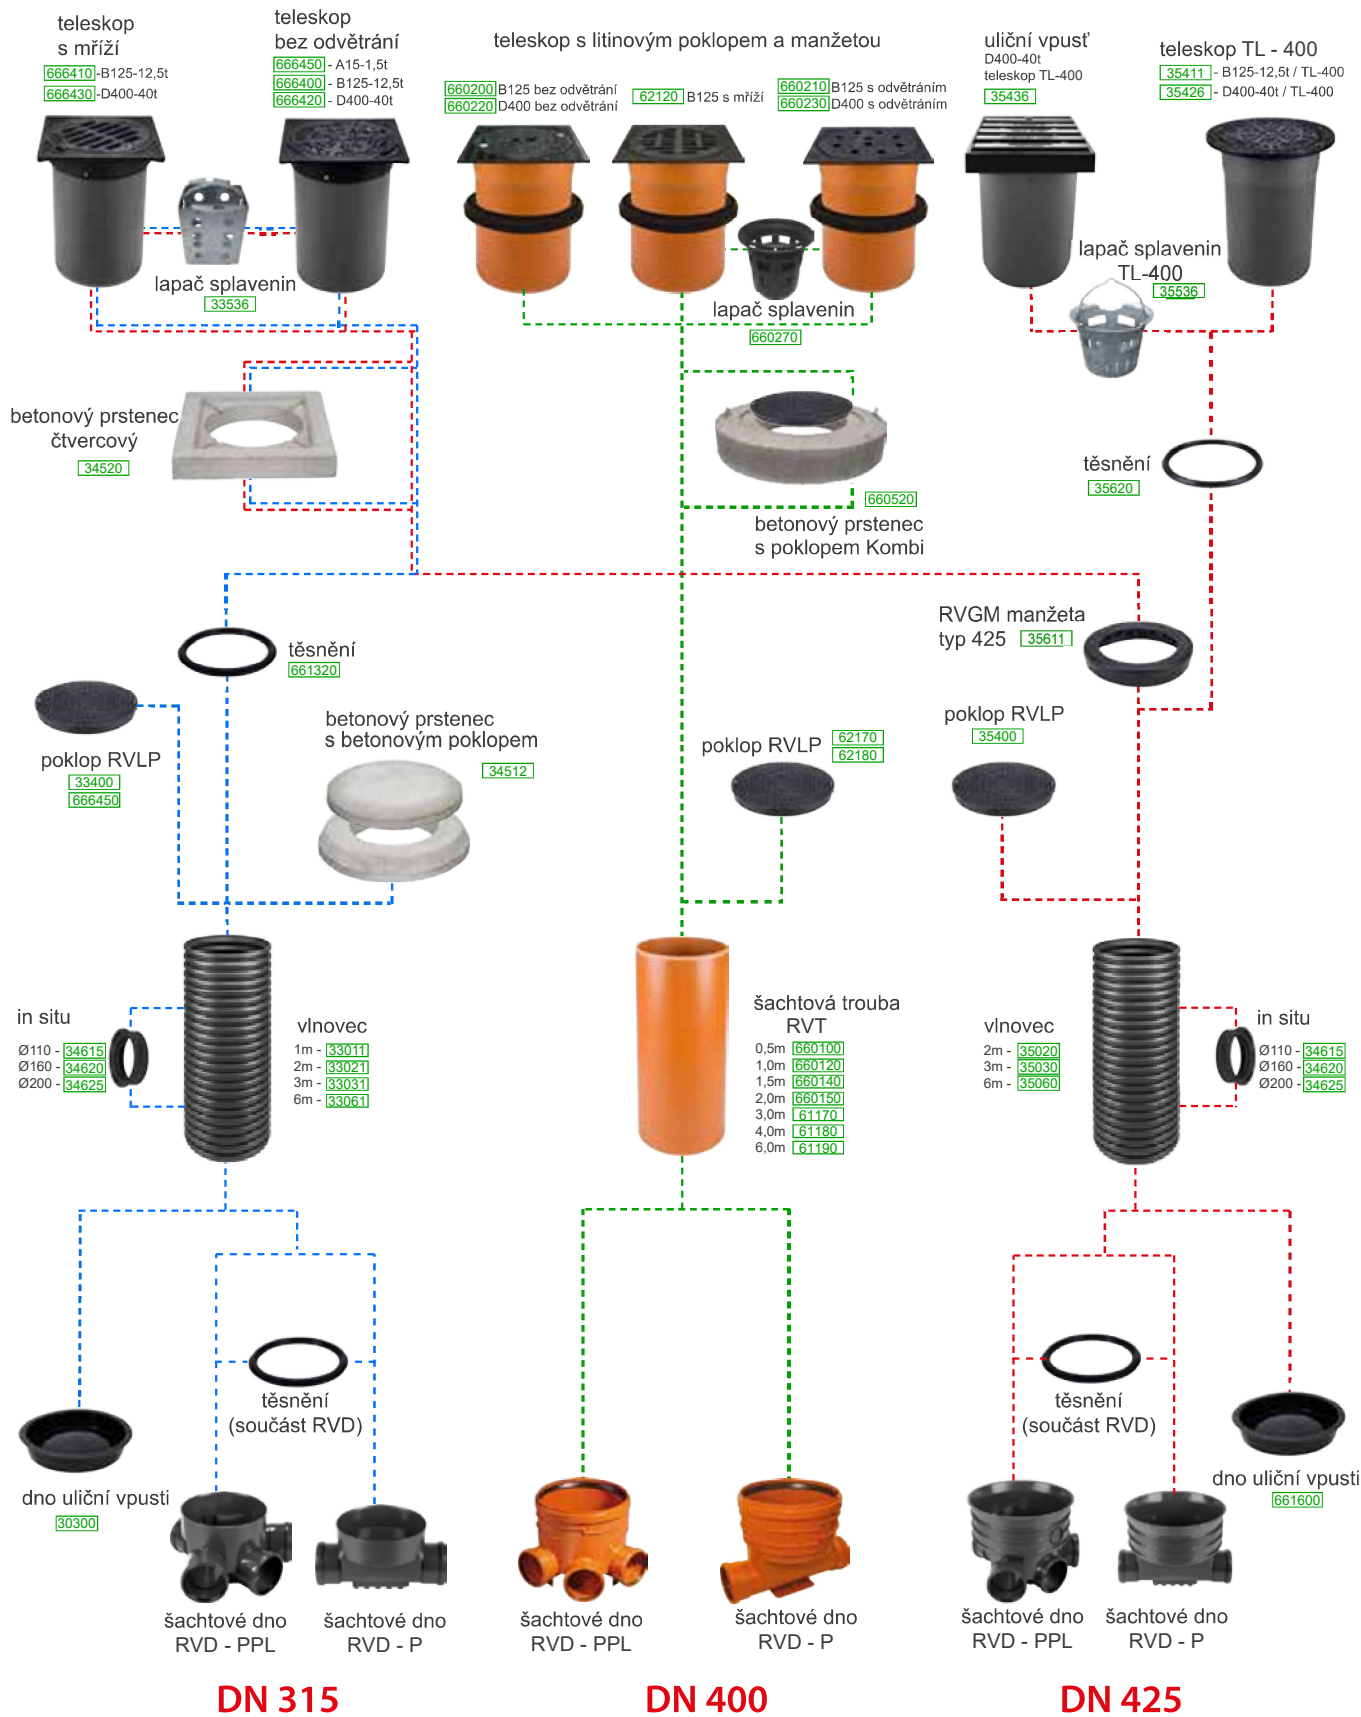 teleskop
s mříží
666410 -B125-12,5t
666430 -D400-40t
teleskop
bez odvětrání
666450 - A15-1,5t
666400 - B125-12,5t
666420 - D400-40t
teleskop s litinovým poklopem a manžetou
660200 B125 bez odvětrání
660220 D400 bez odvětrání
62120 B125 s mříží
660210 B125 s odvětráním
660230 D400 s odvětráním
uliční vpusť
D400-40t
teleskop TL-400
35436
teleskop TL - 400
35411 - B125-12,5t / TL-400
35426 - D400-40t / TL-400
lapač splavenin
33536
lapač splavenin
660270
lapač splavenin
TL-400
35536
betonový prstenec
čtvercový
34520
660520
betonový prstenec
s poklopem Kombi
těsnění
35620
těsnění
661320
RVGM manžeta
typ 425 35611
poklop RVLP
33400
666450
betonový prstenec
s betonovým poklopem
34512
poklop RVLP 62170
62180
poklop RVLP
35400
in situ
Ø110 - 34615
Ø160 - 34620
Ø200 - 34625
vlnovec
1m - 33011
2m - 33021
3m - 33031
6m - 33061
šachtová trouba
RVT
0,5m 660100
1,0m 660120
1,5m 660140
2,0m 660150
3,0m 61170
4,0m 61180
6,0m 61190
vlnovec
2m - 35020
3m - 35030
6m - 35060
in situ
Ø110 - 34615
Ø160 - 34620
Ø200 - 34625
těsnění
(součást RVD)
těsnění
(součást RVD)
dno uliční vpusti
30300
dno uliční vpusti
661600
šachtové dno
RVD - PPL
šachtové dno
RVD - P
šachtové dno
RVD - PPL
šachtové dno
RVD - P
šachtové dno
RVD - PPL
šachtové dno
RVD - P
DN 315
DN 400
DN 425